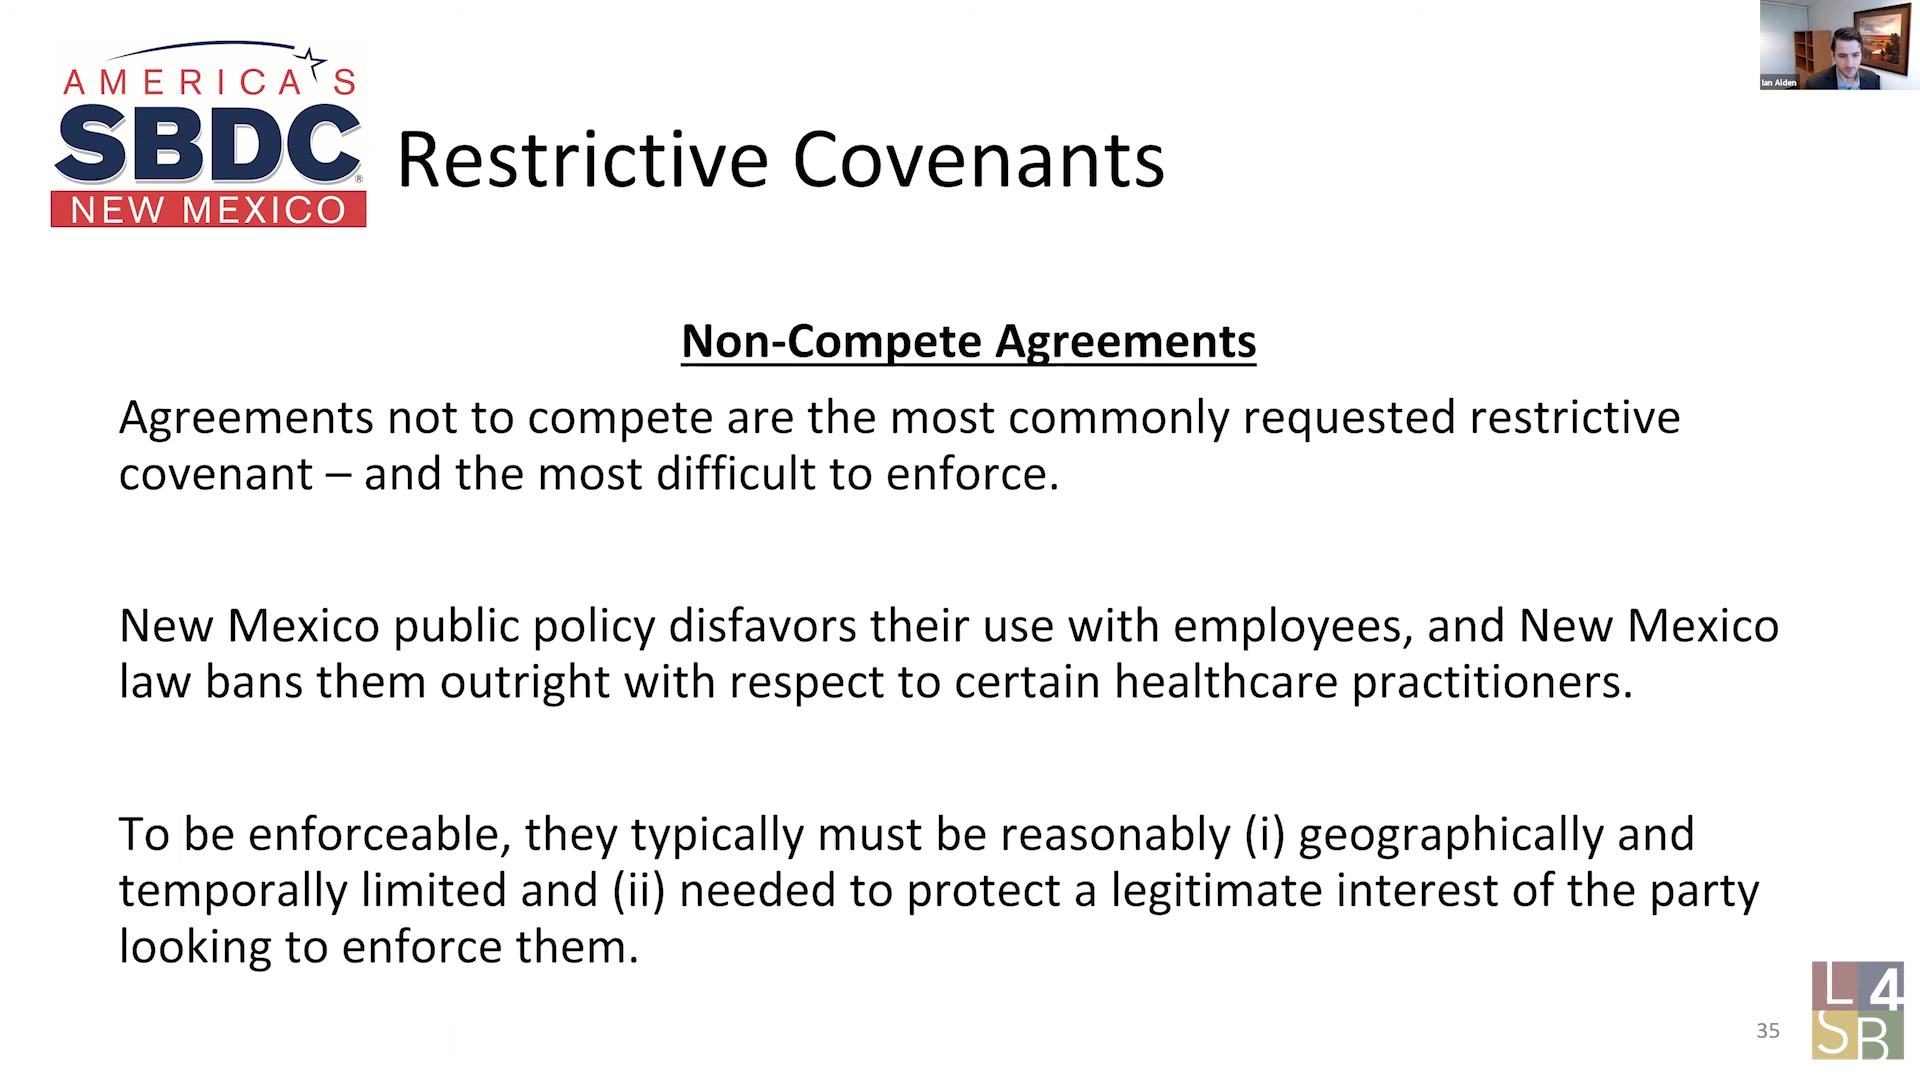 AMERICA'S
SBDC®
NEW MEXICO
Restrictive Covenants
Ian Alden
Non-Compete Agreements
Agreements not to compete are the most commonly requested restrictive
covenant – and the most difficult to enforce.
New Mexico public policy disfavors their use with employees, and New Mexico
law bans them outright with respect to certain healthcare practitioners.
To be enforceable, they typically must be reasonably (i) geographically and
temporally limited and (ii) needed to protect a legitimate interest of the party
looking to enforce them.
35
L4
SB